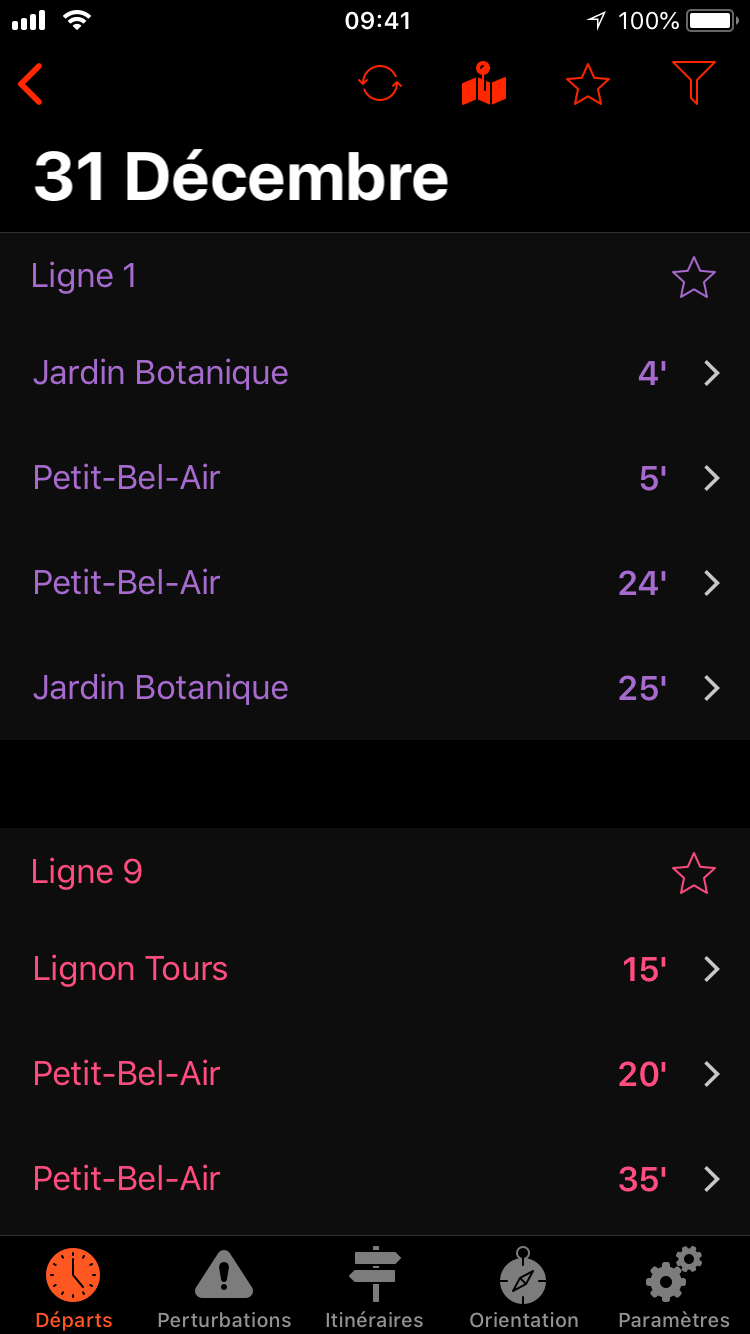 09:41 100%
31 Décembre
Ligne 1
Jardin Botanique 4'
Petit-Bel-Air 5'
Petit-Bel-Air 24'
Jardin Botanique 25'
Ligne 9
Lignon Tours 15'
Petit-Bel-Air 20'
Petit-Bel-Air 35'
Départs Perturbations Itinéraires Orientation Paramètres